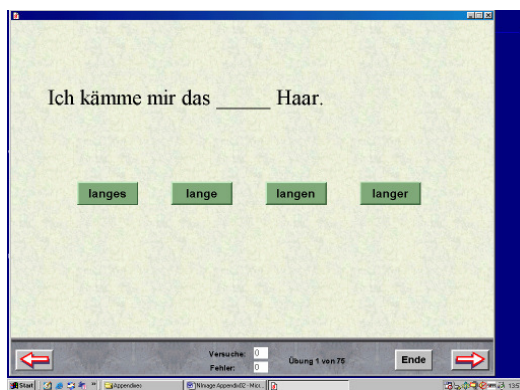 Ich kämme mir das _____ Haar.
langes lange langen langer
Versuche: 0
Fehler: 0
Übung 1 von 75
Ende
Start Appendixes